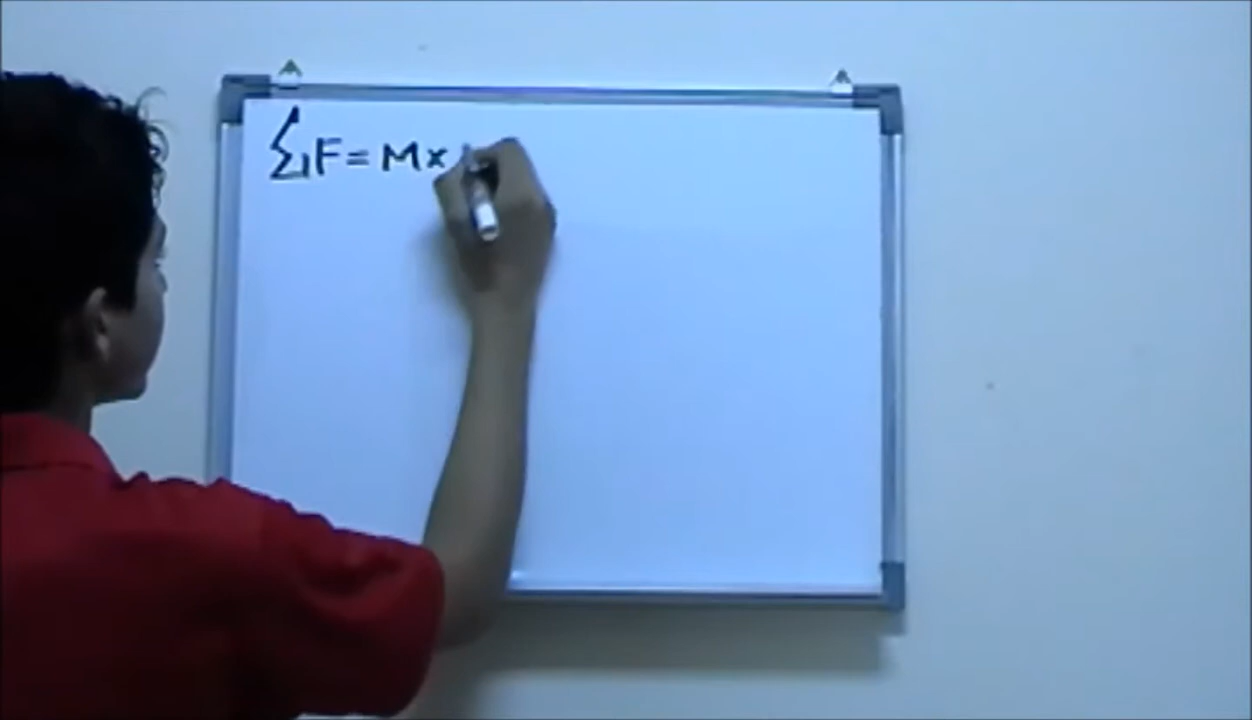 ∑F = M x